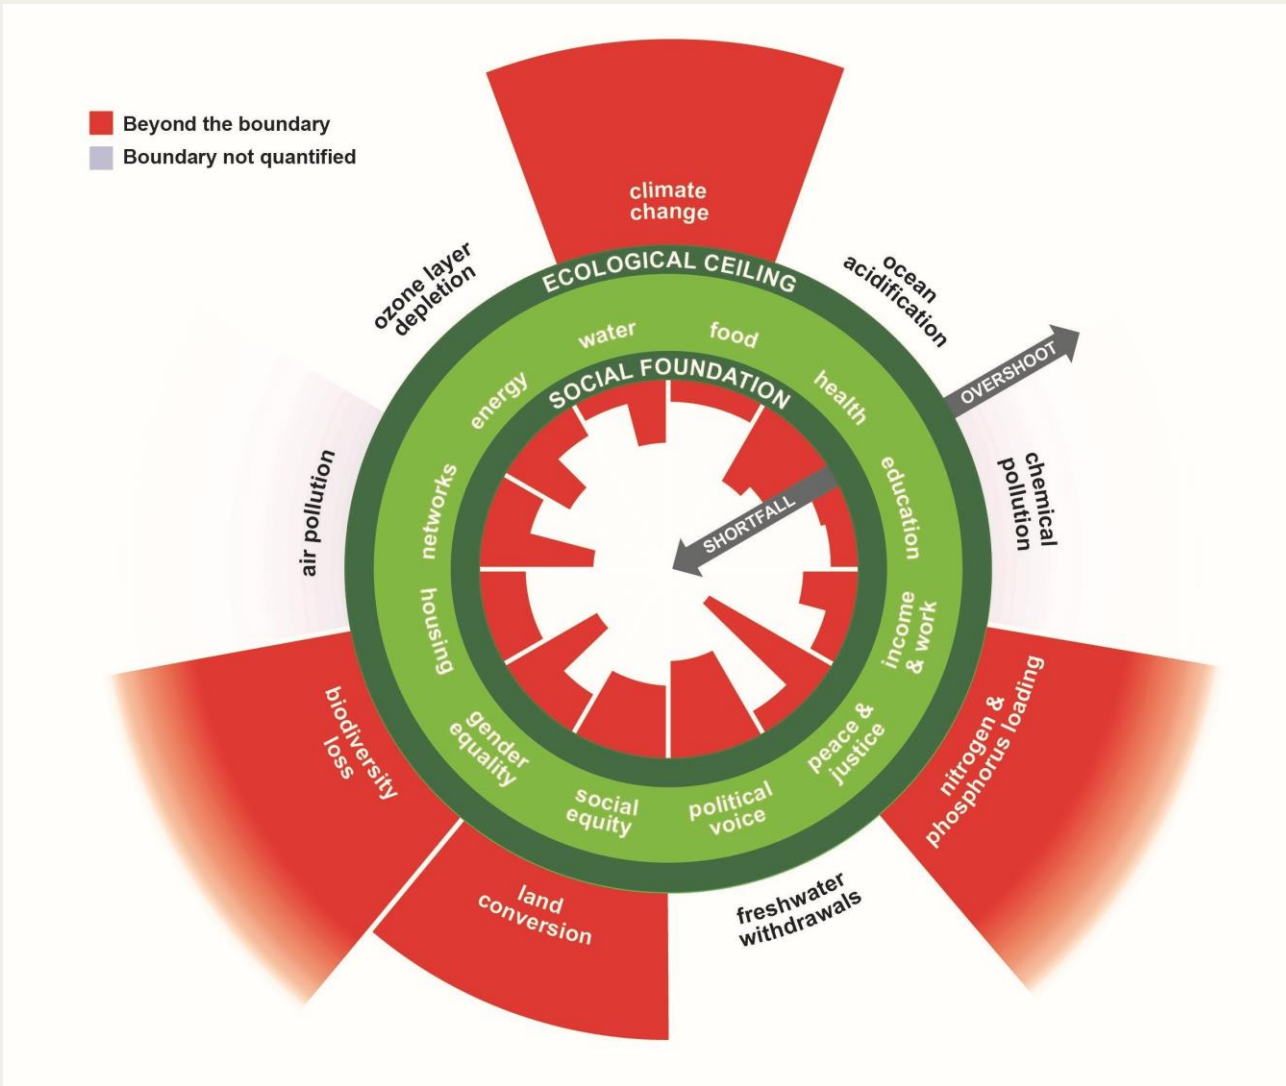 Beyond the boundary
Boundary not quantified
climate
change
ozone layer
depletion
ocean
acidification
ECOLOGICAL CEILING
OVERSHOOT
water
food
energy
health
SOCIAL FOUNDATION
networks
education
air pollution
chemical
pollution
SHORTFALL
housing
income
& work
biodiversity
loss
nitrogen &
phosphorus loading
gender
equality
peace &
justice
social
equity
political
voice
land
conversion
freshwater
withdrawals